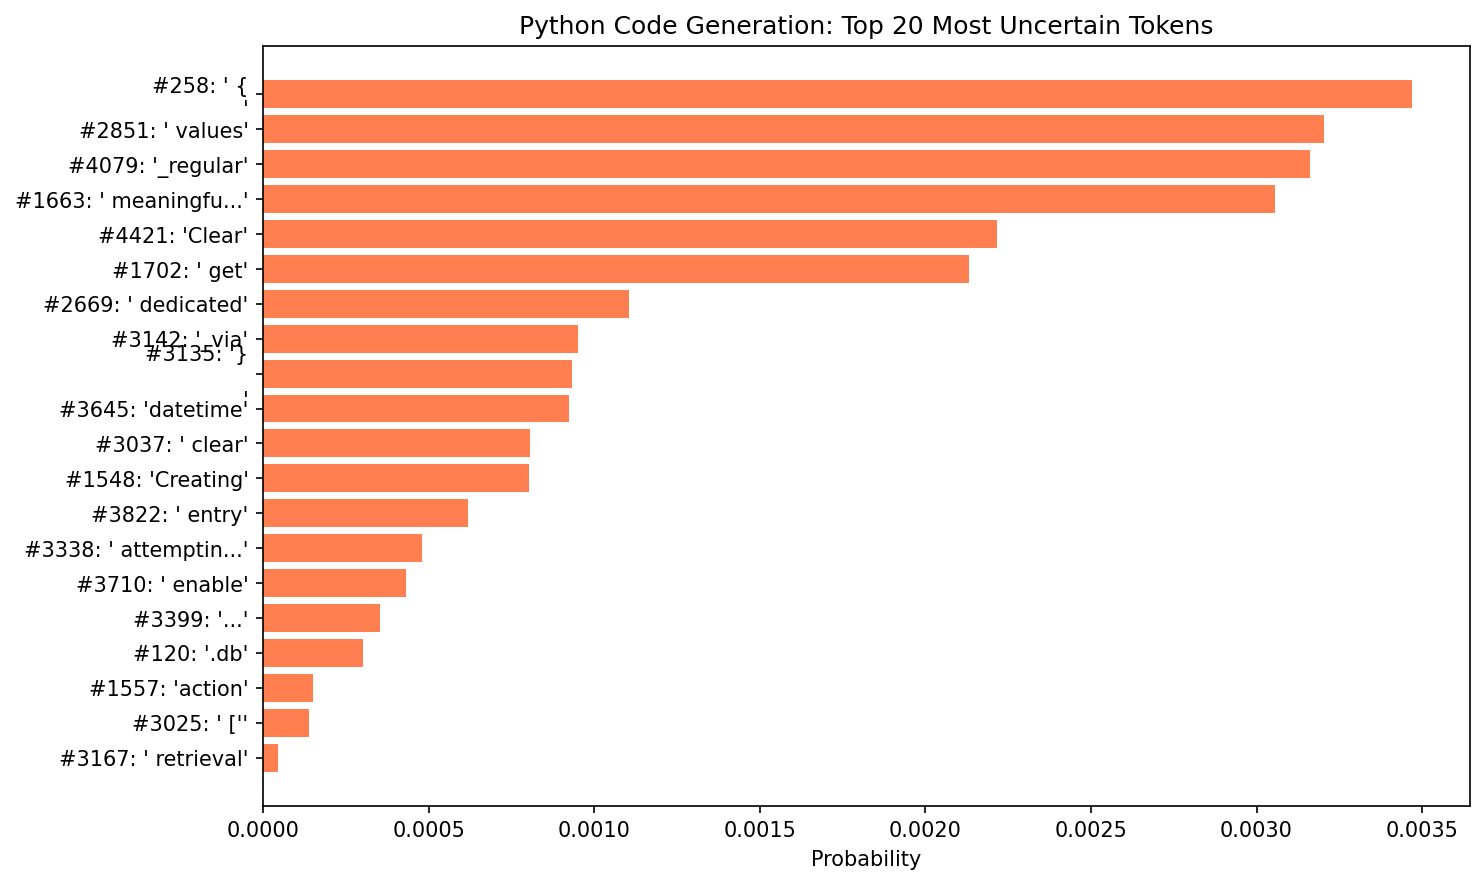 Python Code Generation: Top 20 Most Uncertain Tokens
#258: ' {
'
#2851: ' values'
#4079: '_regular'
#1663: ' meaningfu...'
#4421: 'Clear'
#1702: ' get'
#2669: ' dedicated'
#3142: '_via'
#3135: '}
'
#3645: 'datetime'
#3037: ' clear'
#1548: 'Creating'
#3822: ' entry'
#3338: ' attemptin...'
#3710: ' enable'
#3399: '...'
#120: '.db'
#1557: 'action'
#3025: ' [''
#3167: ' retrieval'
0.0000 0.0005 0.0010 0.0015 0.0020 0.0025 0.0030 0.0035
Probability